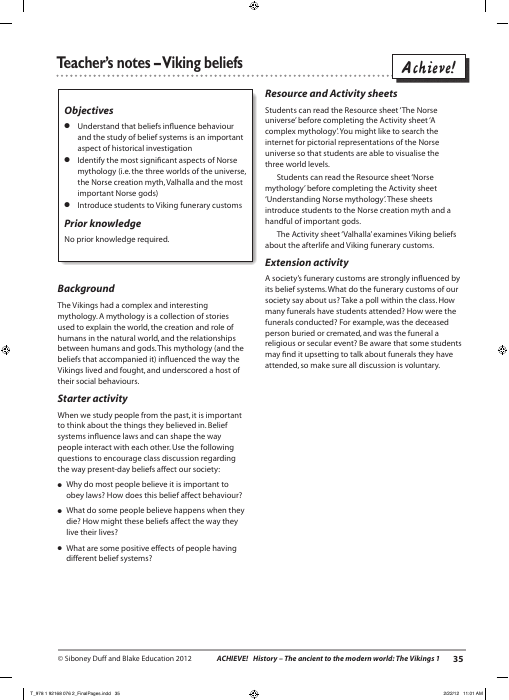 Teacher's notes – Viking beliefs
Achieve!
Objectives
● Understand that beliefs influence behaviour
and the study of belief systems is an important
aspect of historical investigation
● Identify the most significant aspects of Norse
mythology (i.e. the three worlds of the universe,
the Norse creation myth, Valhalla and the most
important Norse gods)
● Introduce students to Viking funerary customs
Prior knowledge
No prior knowledge required.
Background
The Vikings had a complex and interesting
mythology. A mythology is a collection of stories
used to explain the world, the creation and role of
humans in the natural world, and the relationships
between humans and gods. This mythology (and the
beliefs that accompanied it) influenced the way the
Vikings lived and fought, and underscored a host of
their social behaviours.
Starter activity
When we study people from the past, it is important
to think about the things they believed in. Belief
systems influence laws and can shape the way
people interact with each other. Use the following
questions to encourage class discussion regarding
the way present-day beliefs affect our society:
● Why do most people believe it is important to
obey laws? How does this belief affect behaviour?
● What do some people believe happens when they
die? How might these beliefs affect the way they
live their lives?
● What are some positive effects of people having
different belief systems?
Resource and Activity sheets
Students can read the Resource sheet 'The Norse
universe' before completing the Activity sheet 'A
complex mythology'. You might like to search the
internet for pictorial representations of the Norse
universe so that students are able to visualise the
three world levels.
Students can read the Resource sheet 'Norse
mythology' before completing the Activity sheet
'Understanding Norse mythology'. These sheets
introduce students to the Norse creation myth and a
handful of important gods.
The Activity sheet 'Valhalla' examines Viking beliefs
about the afterlife and Viking funerary customs.
Extension activity
A society's funerary customs are strongly influenced by
its belief systems. What do the funerary customs of our
society say about us? Take a poll within the class. How
many funerals have students attended? How were the
funerals conducted? For example, was the deceased
person buried or cremated, and was the funeral a
religious or secular event? Be aware that some students
may find it upsetting to talk about funerals they have
attended, so make sure all discussion is voluntary.
© Siboney Duff and Blake Education 2012 ACHIEVE! History – The ancient to the modern world: The Vikings 1 35
T_978 1 92168 076 2_FinalPages.indd 35 2/22/12 11:01 AM